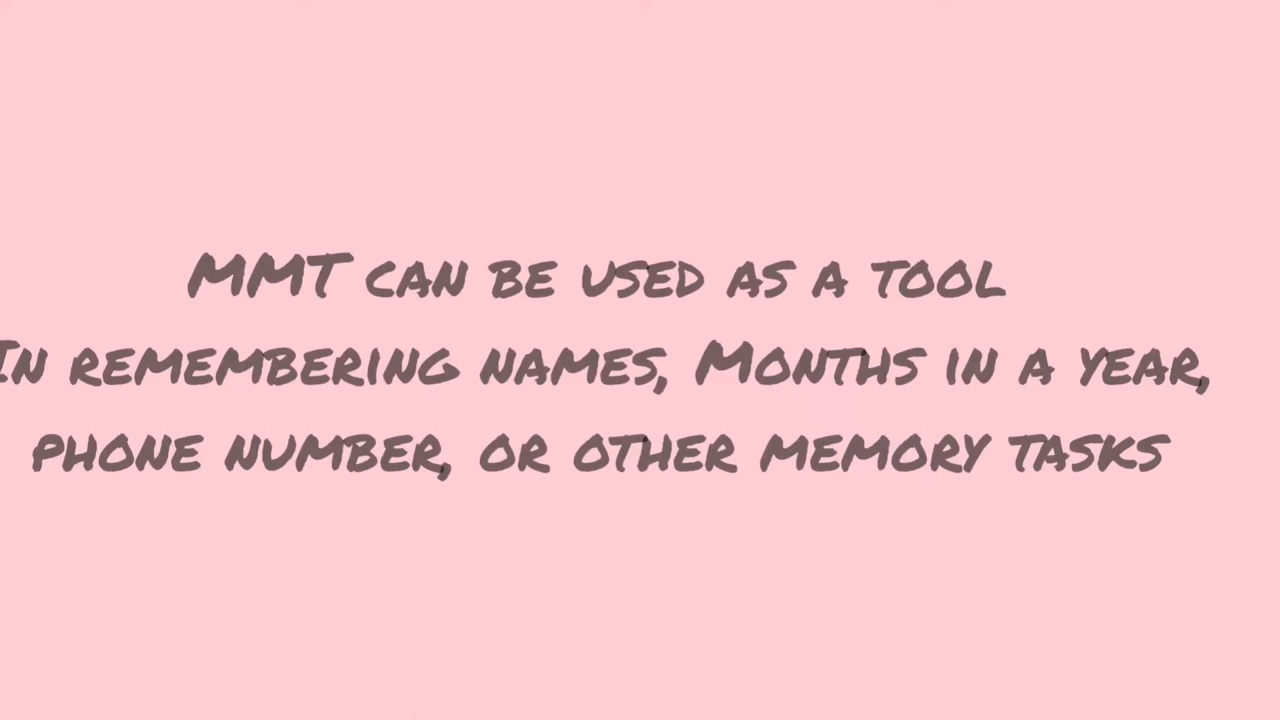 MMT can be used as a tool
In remembering names, Months in a year,
phone number, or other memory tasks